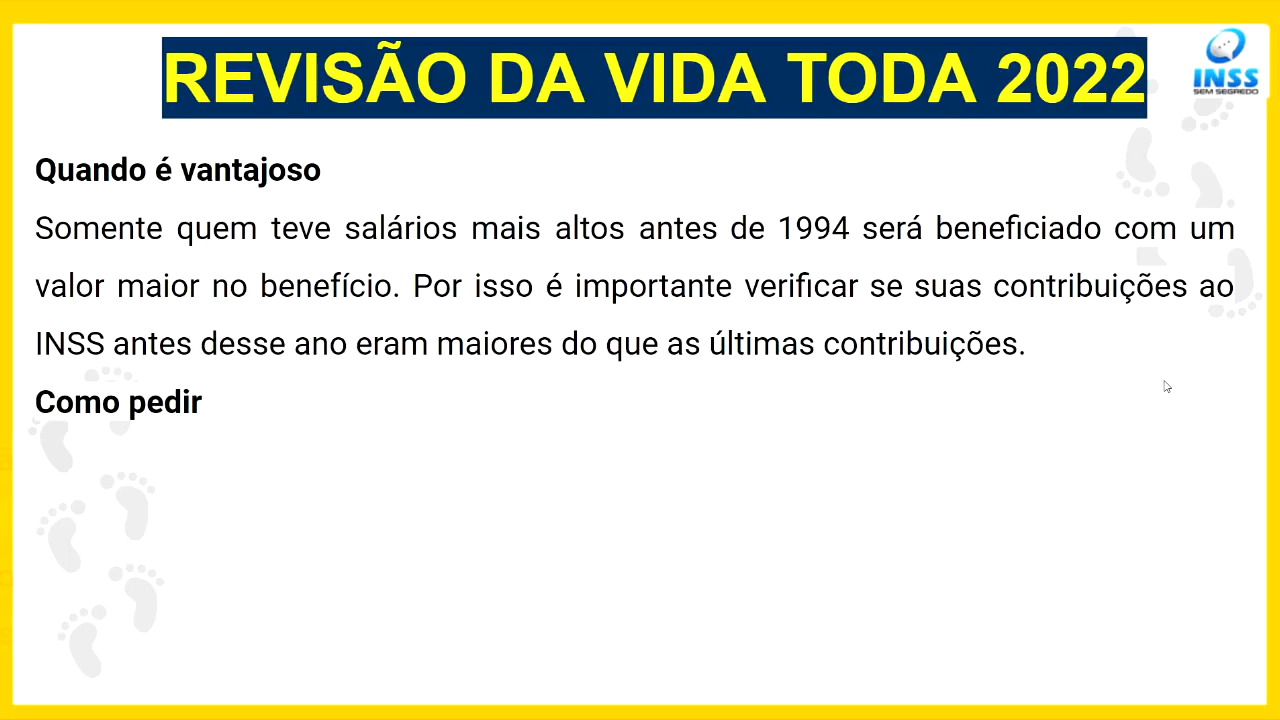 REVISÃO DA VIDA TODA 2022
INSS
SEM SEGREDO
Quando é vantajoso
Somente quem teve salários mais altos antes de 1994 será beneficiado com um
valor maior no benefício. Por isso é importante verificar se suas contribuições ao
INSS antes desse ano eram maiores do que as últimas contribuições.
Como pedir